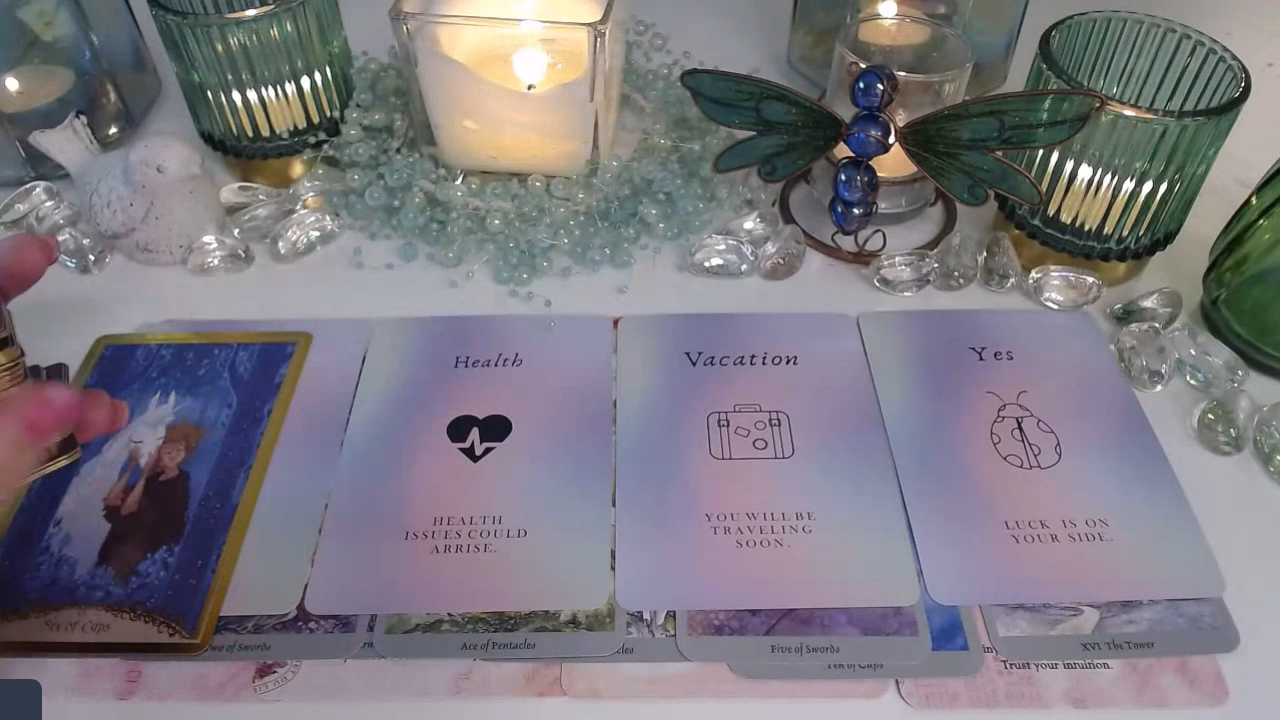 Health
HEALTH
ISSUES COULD
ARRISE.
Vacation
YOU WILL BE
TRAVELING
SOON.
Yes
LUCK IS ON
YOUR SIDE.
Six of Cups
Two of Swords
Ace of Pentacles
Five of Swords
Ten of Cups
XVI The Tower
Trust your intuition.